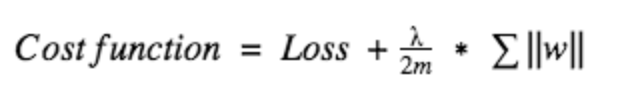 Cost function = Loss + λ/2m * ∑‖w‖